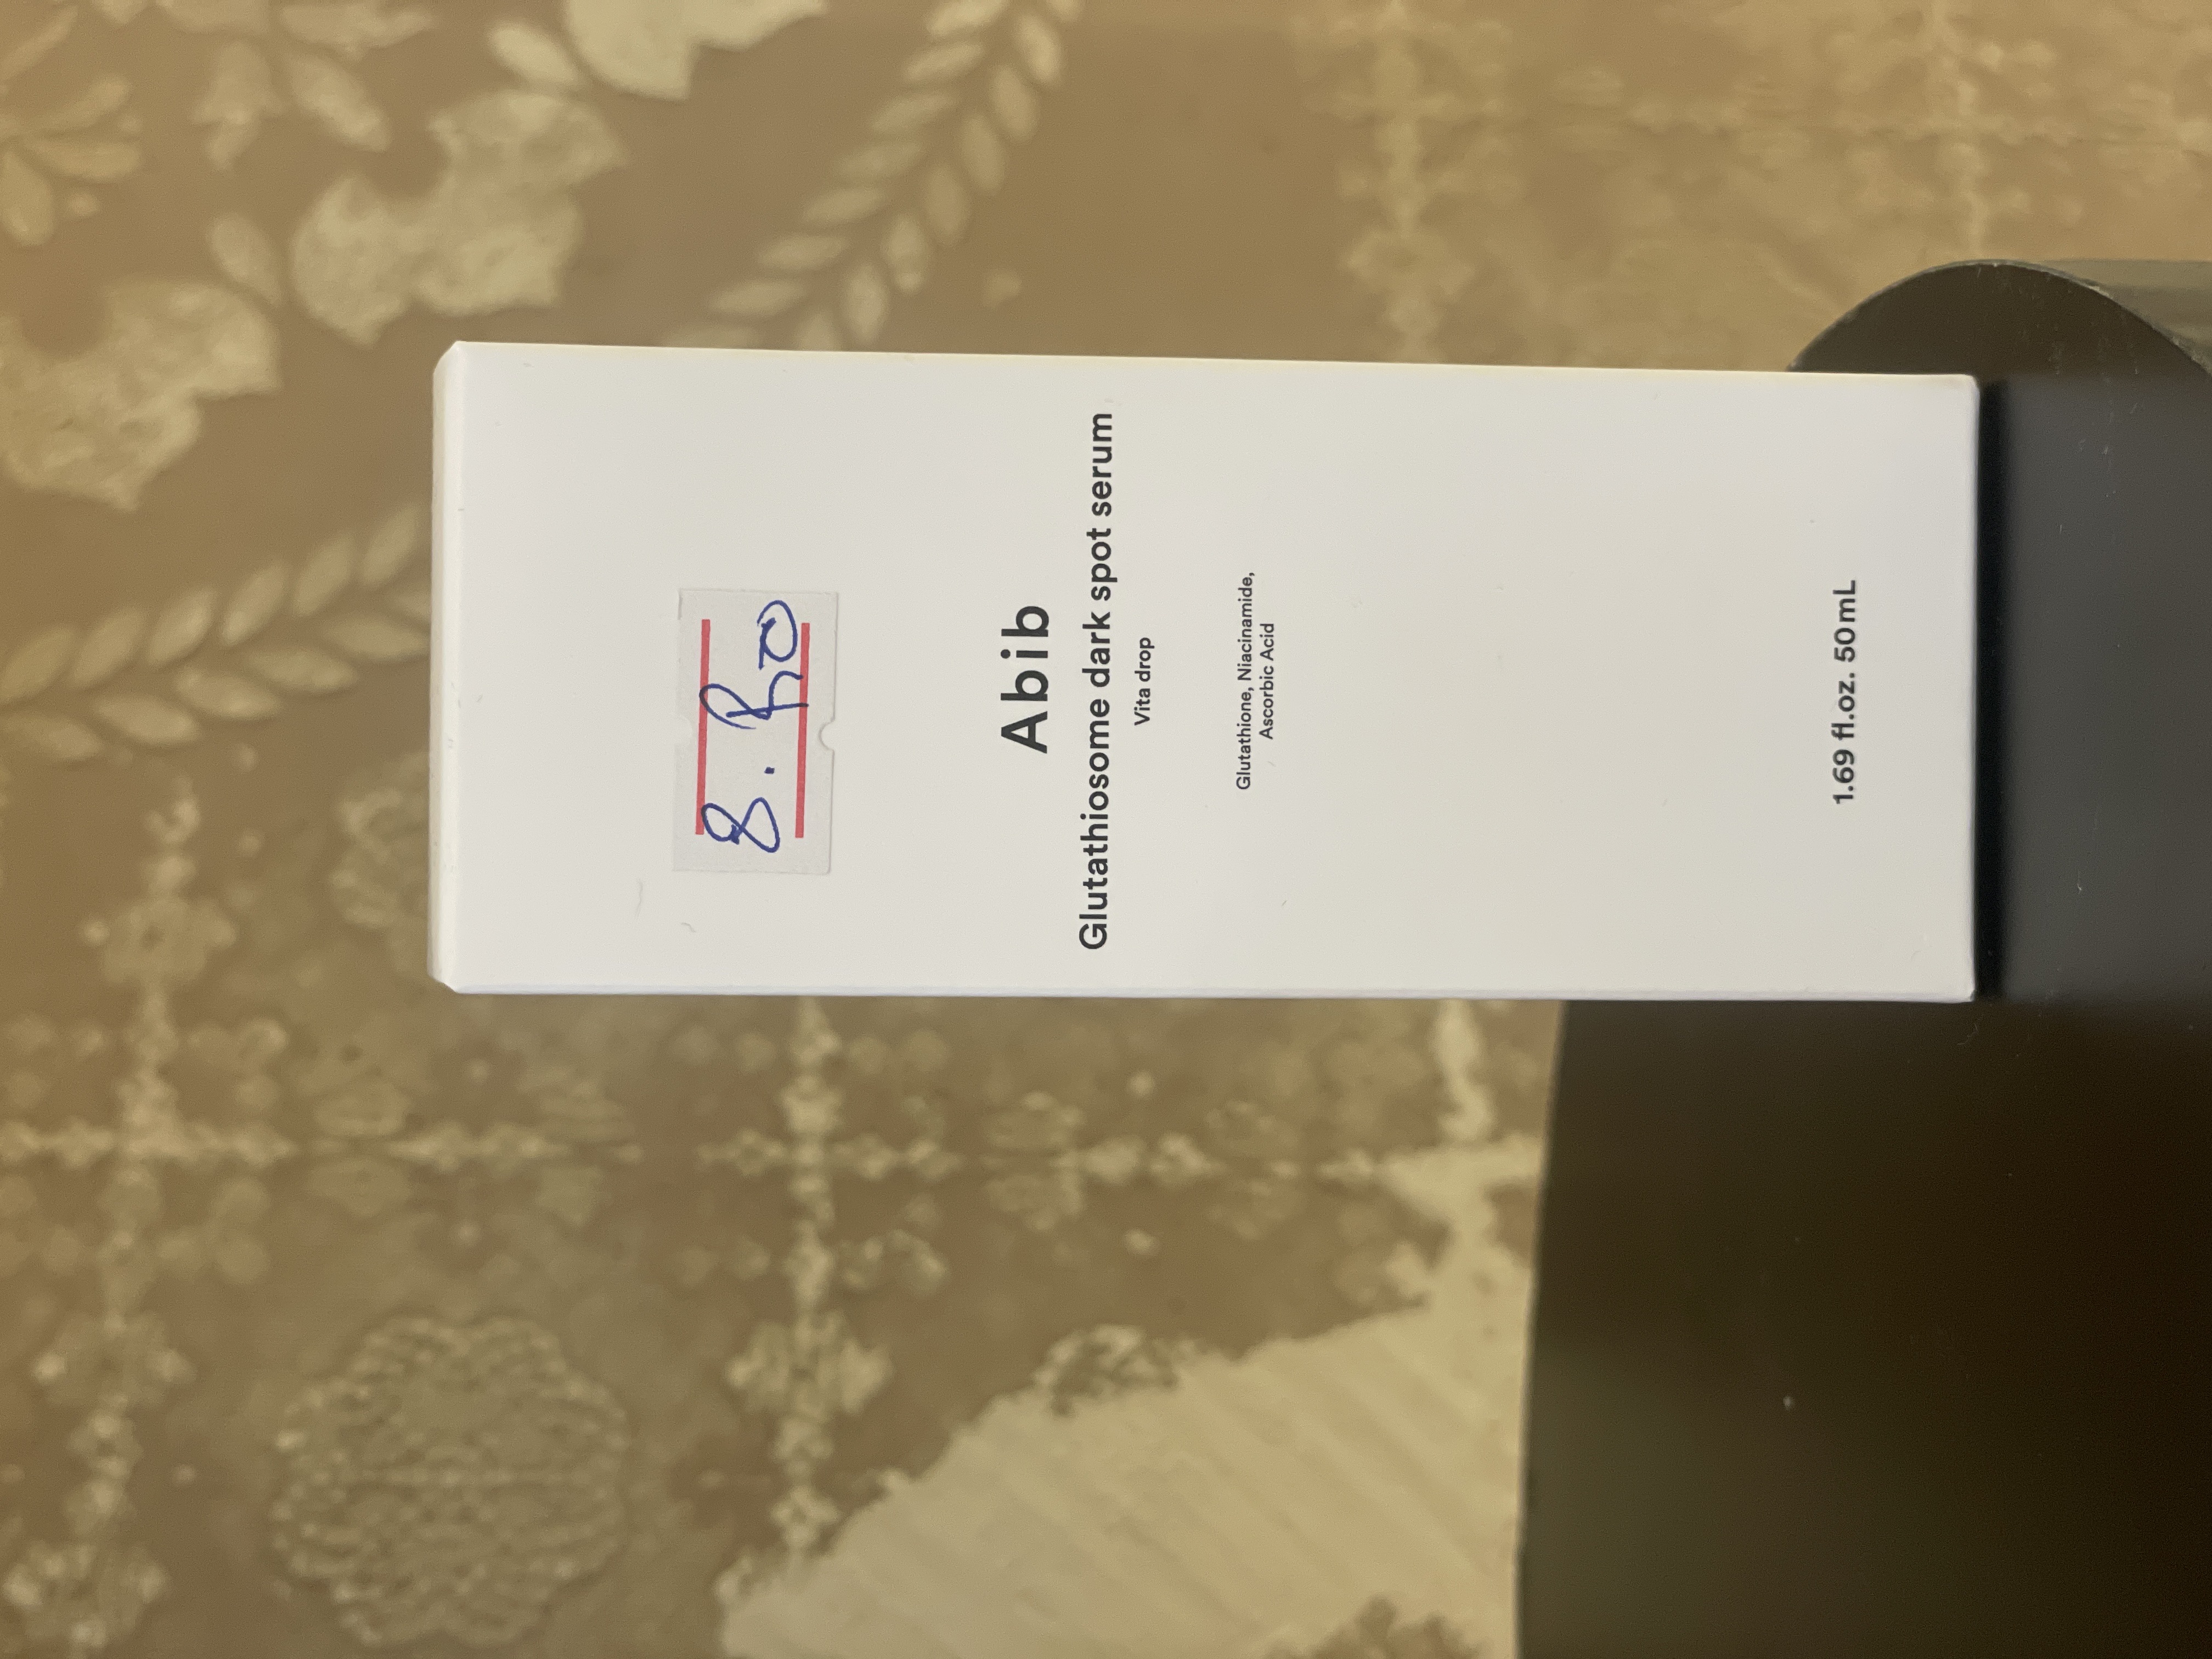 Abib
Glutathiosome dark spot serum
Vita drop
Glutathione, Niacinamide,
Ascorbic Acid
1.69 fl.oz. 50mL